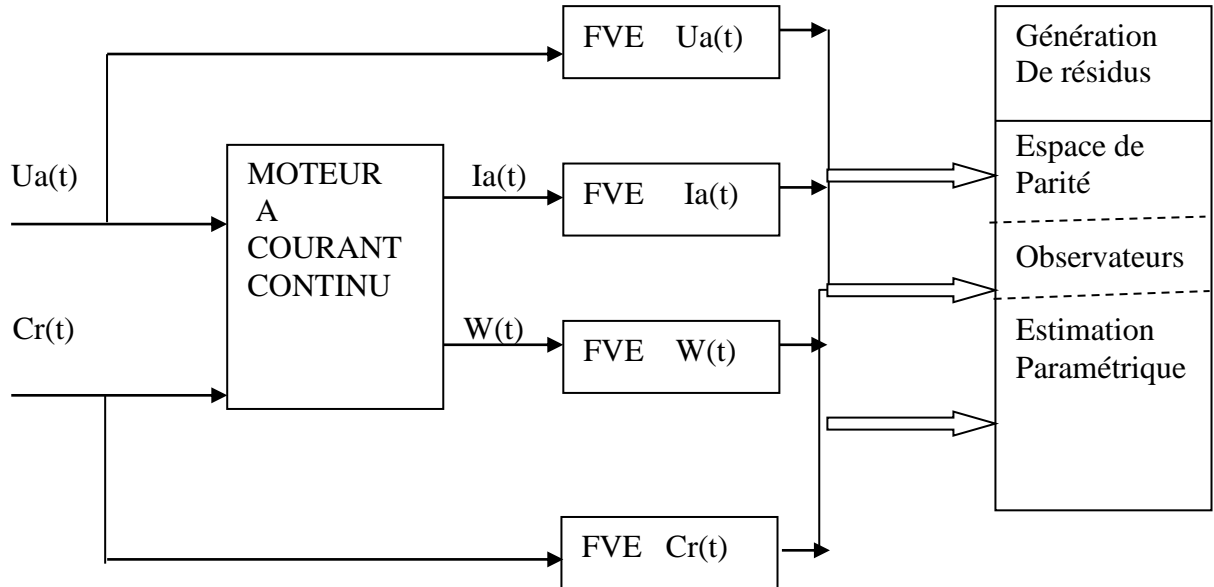 FVE Ua(t)
Génération
De résidus
Ua(t)
MOTEUR
A
COURANT
CONTINU
Ia(t)
FVE Ia(t)
Espace de
Parité
Observateurs
Cr(t)
W(t)
FVE W(t)
Estimation
Paramétrique
FVE Cr(t)